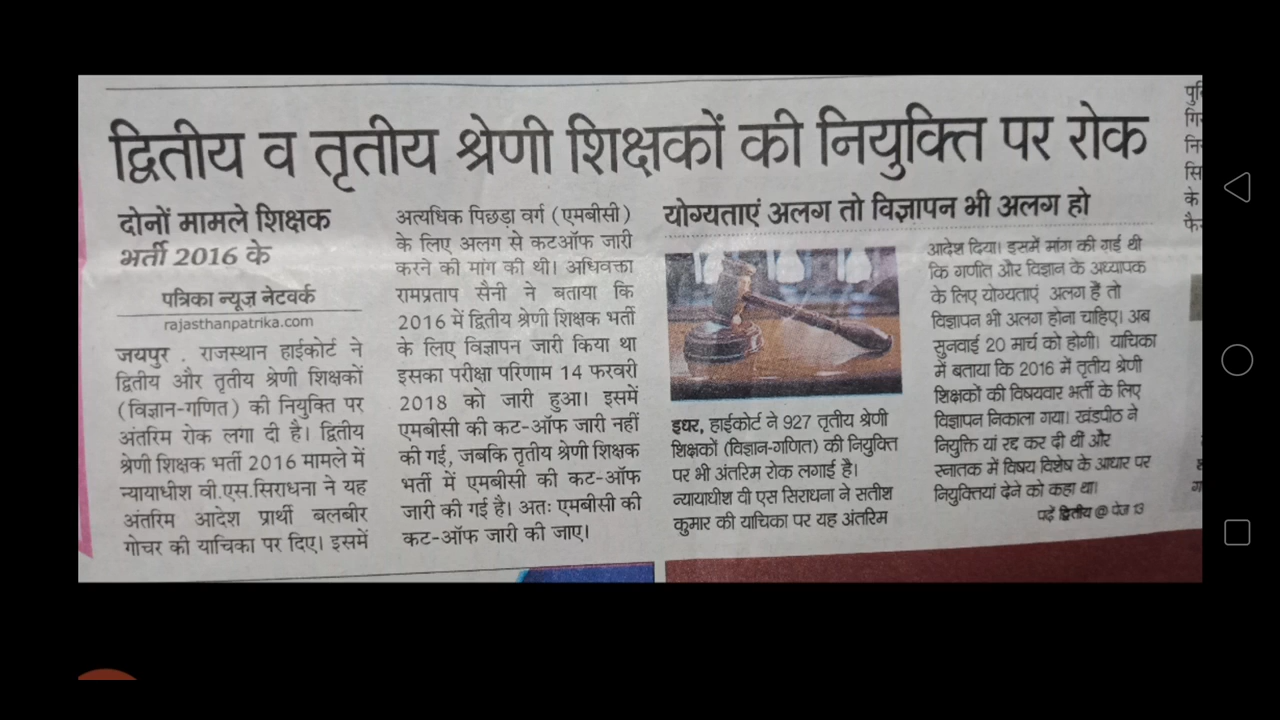 द्वितीय व तृतीय श्रेणी शिक्षकों की नियुक्ति पर रोक
दोनों मामले शिक्षक
भर्ती 2016 के
पत्रिका न्यूज़ नेटवर्क
rajasthanpatrika.com
जयपुर . राजस्थान हाईकोर्ट ने
द्वितीय और तृतीय श्रेणी शिक्षकों
(विज्ञान-गणित) की नियुक्ति पर
अंतरिम रोक लगा दी है। द्वितीय
श्रेणी शिक्षक भर्ती 2016 मामले में
न्यायाधीश वी.एस.सिराधना ने यह
अंतरिम आदेश प्रार्थी बलबीर
गोचर की याचिका पर दिए। इसमें
अत्यधिक पिछड़ा वर्ग (एमबीसी)
के लिए अलग से कटऑफ जारी
करने की मांग की थी। अधिवक्ता
रामप्रताप सैनी ने बताया कि
2016 में द्वितीय श्रेणी शिक्षक भर्ती
के लिए विज्ञापन जारी किया था
इसका परीक्षा परिणाम 14 फरवरी
2018 को जारी हुआ। इसमें
एमबीसी की कट-ऑफ जारी नहीं
की गई, जबकि तृतीय श्रेणी शिक्षक
भर्ती में एमबीसी की कट-ऑफ
जारी की गई है। अतः एमबीसी की
कट-ऑफ जारी की जाए।
योग्यताएं अलग तो विज्ञापन भी अलग हो
इधर, हाईकोर्ट ने 927 तृतीय श्रेणी
शिक्षकों (विज्ञान-गणित) की नियुक्ति
पर भी अंतरिम रोक लगाई है।
न्यायाधीश वी एस सिराधना ने सतीश
कुमार की याचिका पर यह अंतरिम
आदेश दिया। इसमें मांग की गई थी
कि गणीत और विज्ञान के अध्यापक
के लिए योग्यताएं अलग हैं तो
विज्ञापन भी अलग होना चाहिए। अब
सुनवाई 20 मार्च को होगी। याचिका
में बताया कि 2016 में तृतीय श्रेणी
शिक्षकों की विषयवार भर्ती के लिए
विज्ञापन निकाला गया। खंडपीठ ने
नियुक्ति यां रद्द कर दी थीं और
स्नातक में विषय विशेष के आधार पर
नियुक्तियां देने को कहा था।
पढ़ें द्वितीय @ पेज 13